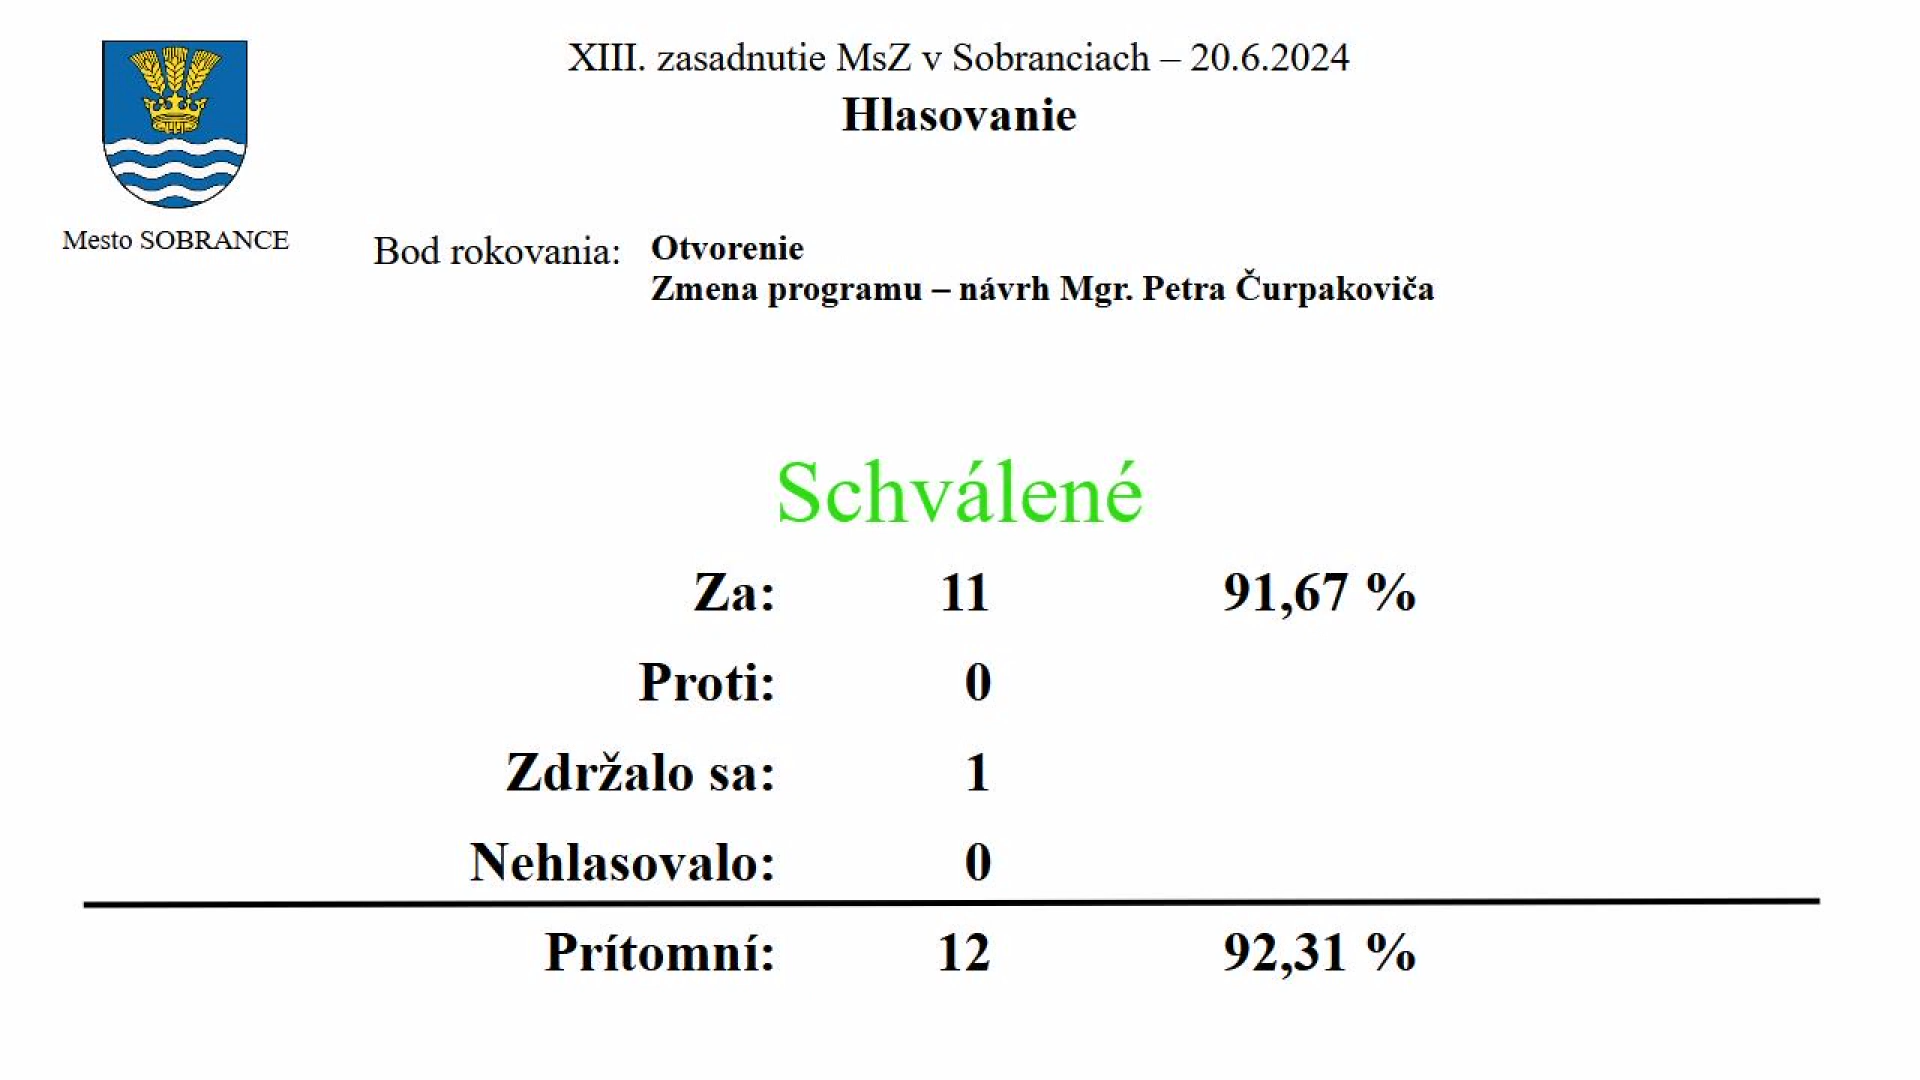 XIII. zasadnutie MsZ v Sobranciach – 20.6.2024
Hlasovanie
Mesto SOBRANCE
Bod rokovania: Otvorenie
Zmena programu – návrh Mgr. Petra Čurpakoviča
Schválené
Za: 11 91,67 %
Proti: 0
Zdržalo sa: 1
Nehlasovalo: 0
Prítomní: 12 92,31 %